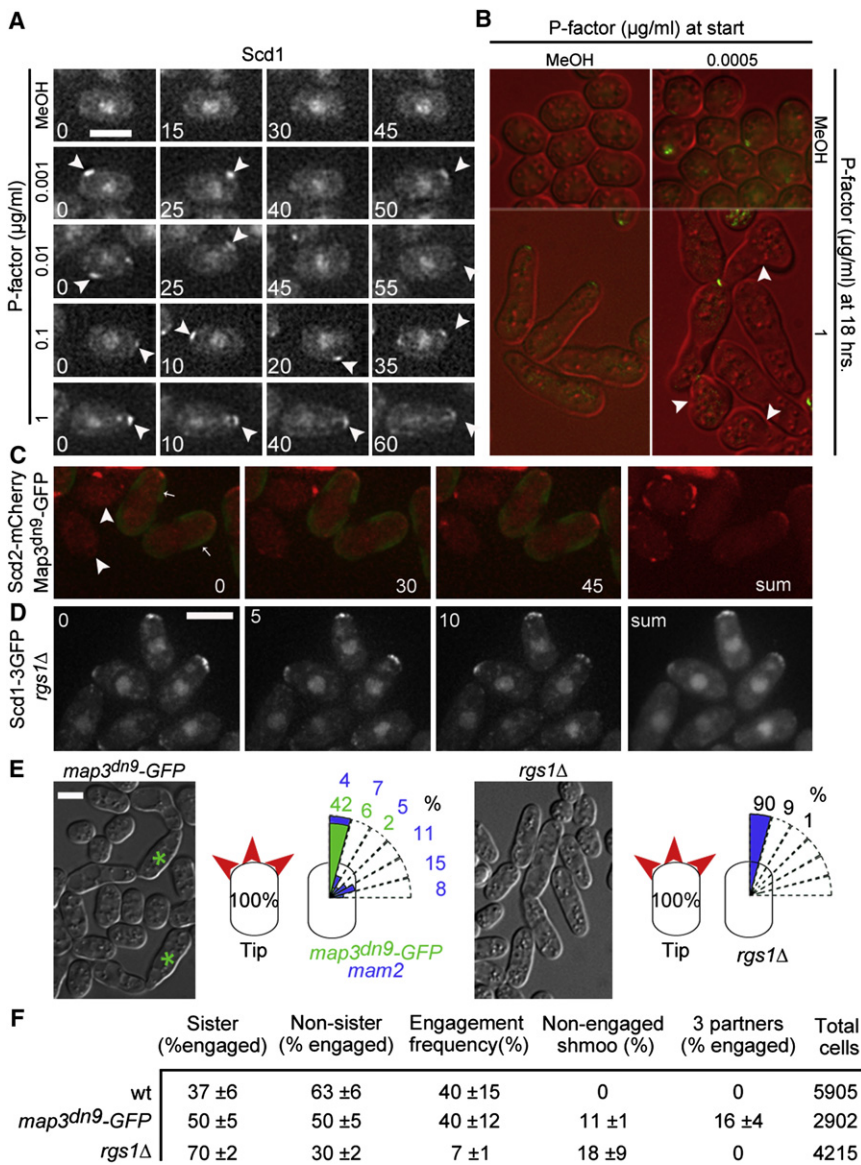 A
Scd1
P-factor (µg/ml)
MeOH
0
15
30
45
0.001
0
25
40
50
0.01
0
25
45
55
0.1
0
10
20
35
1
0
10
40
60
B
P-factor (µg/ml) at start
MeOH
0.0005
MeOH
1
P-factor (µg/ml) at 18 hrs.
C
Scd2-mCherry
Map3dn9-GFP
0
30
45
sum
D
Scd1-3GFP
rgs1Δ
0
5
10
sum
E
map3dn9-GFP
*
*
100%
Tip
4
7
5
%
42
6
2
11
15
8
map3dn9-GFP
mam2
rgs1Δ
100%
Tip
90
9
1
%
rgs1Δ
F
Sister (%engaged)
Non-sister (% engaged)
Engagement frequency(%)
Non-engaged shmoo (%)
3 partners (% engaged)
Total cells
wt 37 ±6 63 ±6 40 ±15 0 0 5905
map3dn9-GFP 50 ±5 50 ±5 40 ±12 11 ±1 16 ±4 2902
rgs1Δ 70 ±2 30 ±2 7 ±1 18 ±9 0 4215